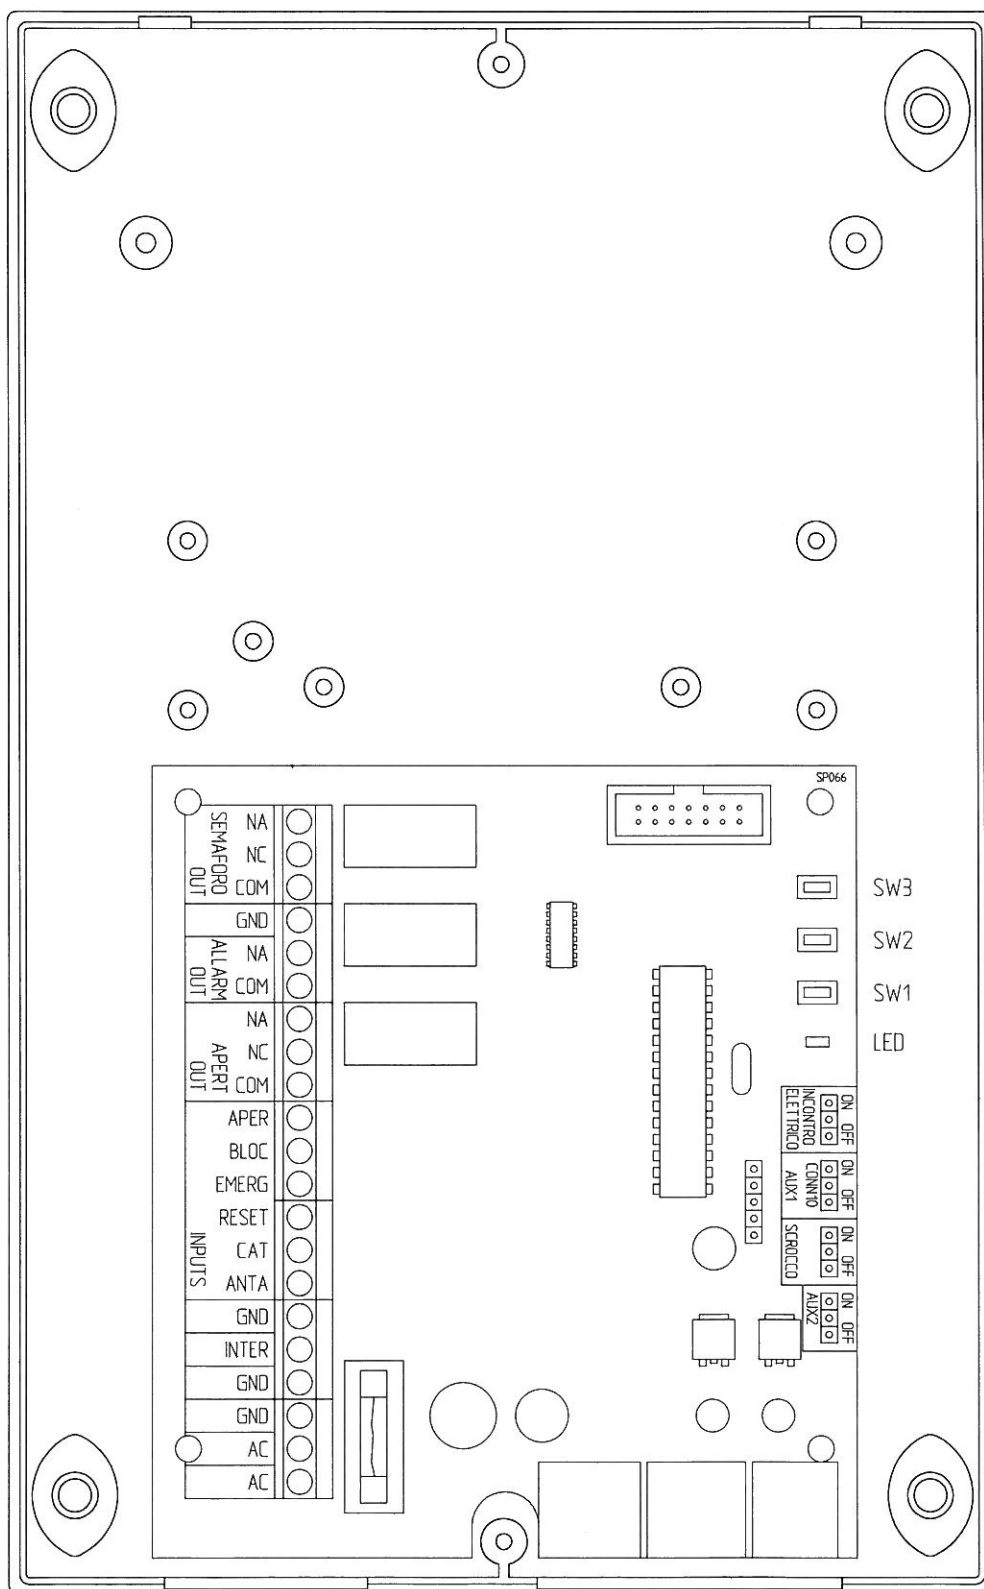 SP066
SEMAFORO
OUT
NA
NC
COM
GND
ALLARM
OUT
NA
COM
APERT
OUT
NA
NC
COM
INPUTS
APER
BLOC
EMERG
RESET
CAT
ANTA
GND
INTER
GND
GND
AC
AC
SW3
SW2
SW1
LED
INCONTRO
ELETTRICO
ON OFF
CONN10
AUX1
ON OFF
SCROCCO
ON OFF
AUX2
ON OFF